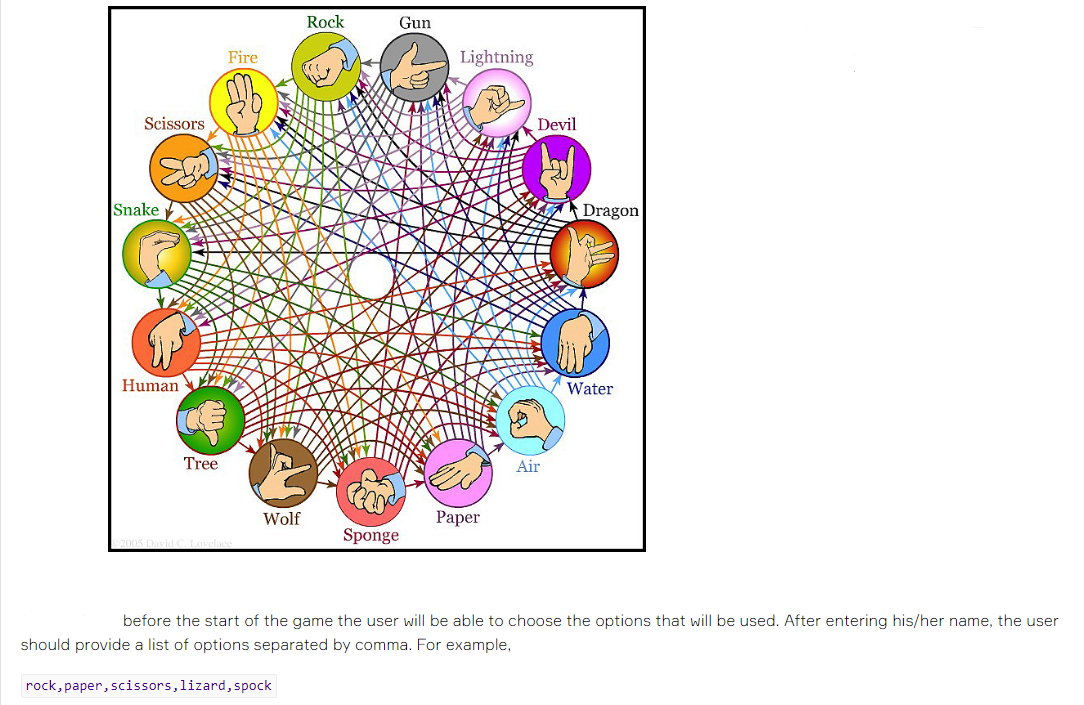 Rock
Gun
Fire
Lightning
Scissors
Devil
Snake
Dragon
Human
Water
Tree
Air
Wolf
Paper
Sponge
©2005 David C. Lovelace
before the start of the game the user will be able to choose the options that will be used. After entering his/her name, the user
should provide a list of options separated by comma. For example,
rock,paper,scissors,lizard,spock